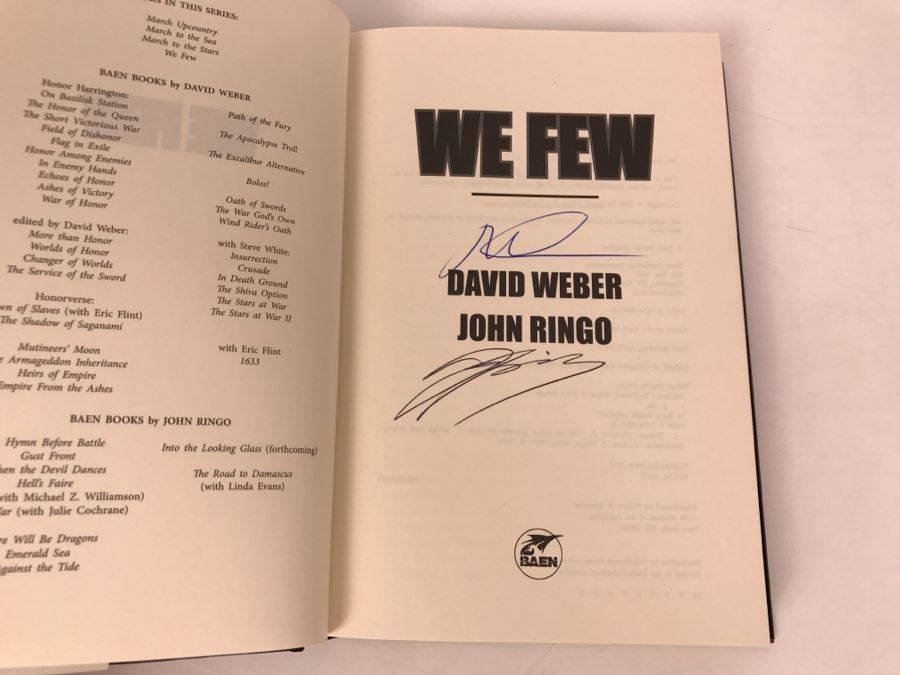 IN THIS SERIES:
March Upcountry
March to the Sea
March to the Stars
We Few
BAEN BOOKS by DAVID WEBER
Honor Harrington:
On Basilisk Station
The Honor of the Queen
The Short Victorious War
Field of Dishonor
Flag in Exile
Honor Among Enemies
In Enemy Hands
Echoes of Honor
Ashes of Victory
War of Honor
edited by David Weber:
More than Honor
Worlds of Honor
Changer of Worlds
The Service of the Sword
Honorverse:
of Slaves (with Eric Flint)
The Shadow of Saganami
Mutineers' Moon
Armageddon Inheritance
Heirs of Empire
Empire From the Ashes
Path of the Fury
The Apocalypse Troll
The Excalibur Alternative
Bolos!
Oath of Swords
The War God's Own
Wind Rider's Oath
with Steve White:
Insurrection
Crusade
In Death Ground
The Shiva Option
The Stars at War
The Stars at War II
with Eric Flint
1633
BAEN BOOKS by JOHN RINGO
Hymn Before Battle
Gust Front
the Devil Dances
Hell's Faire
with Michael Z. Williamson)
(with Julie Cochrane)
Will Be Dragons
Emerald Sea
Against the Tide
Into the Looking Glass (forthcoming)
The Road to Damascus
(with Linda Evans)
WE FEW
DAVID WEBER
JOHN RINGO
BAEN